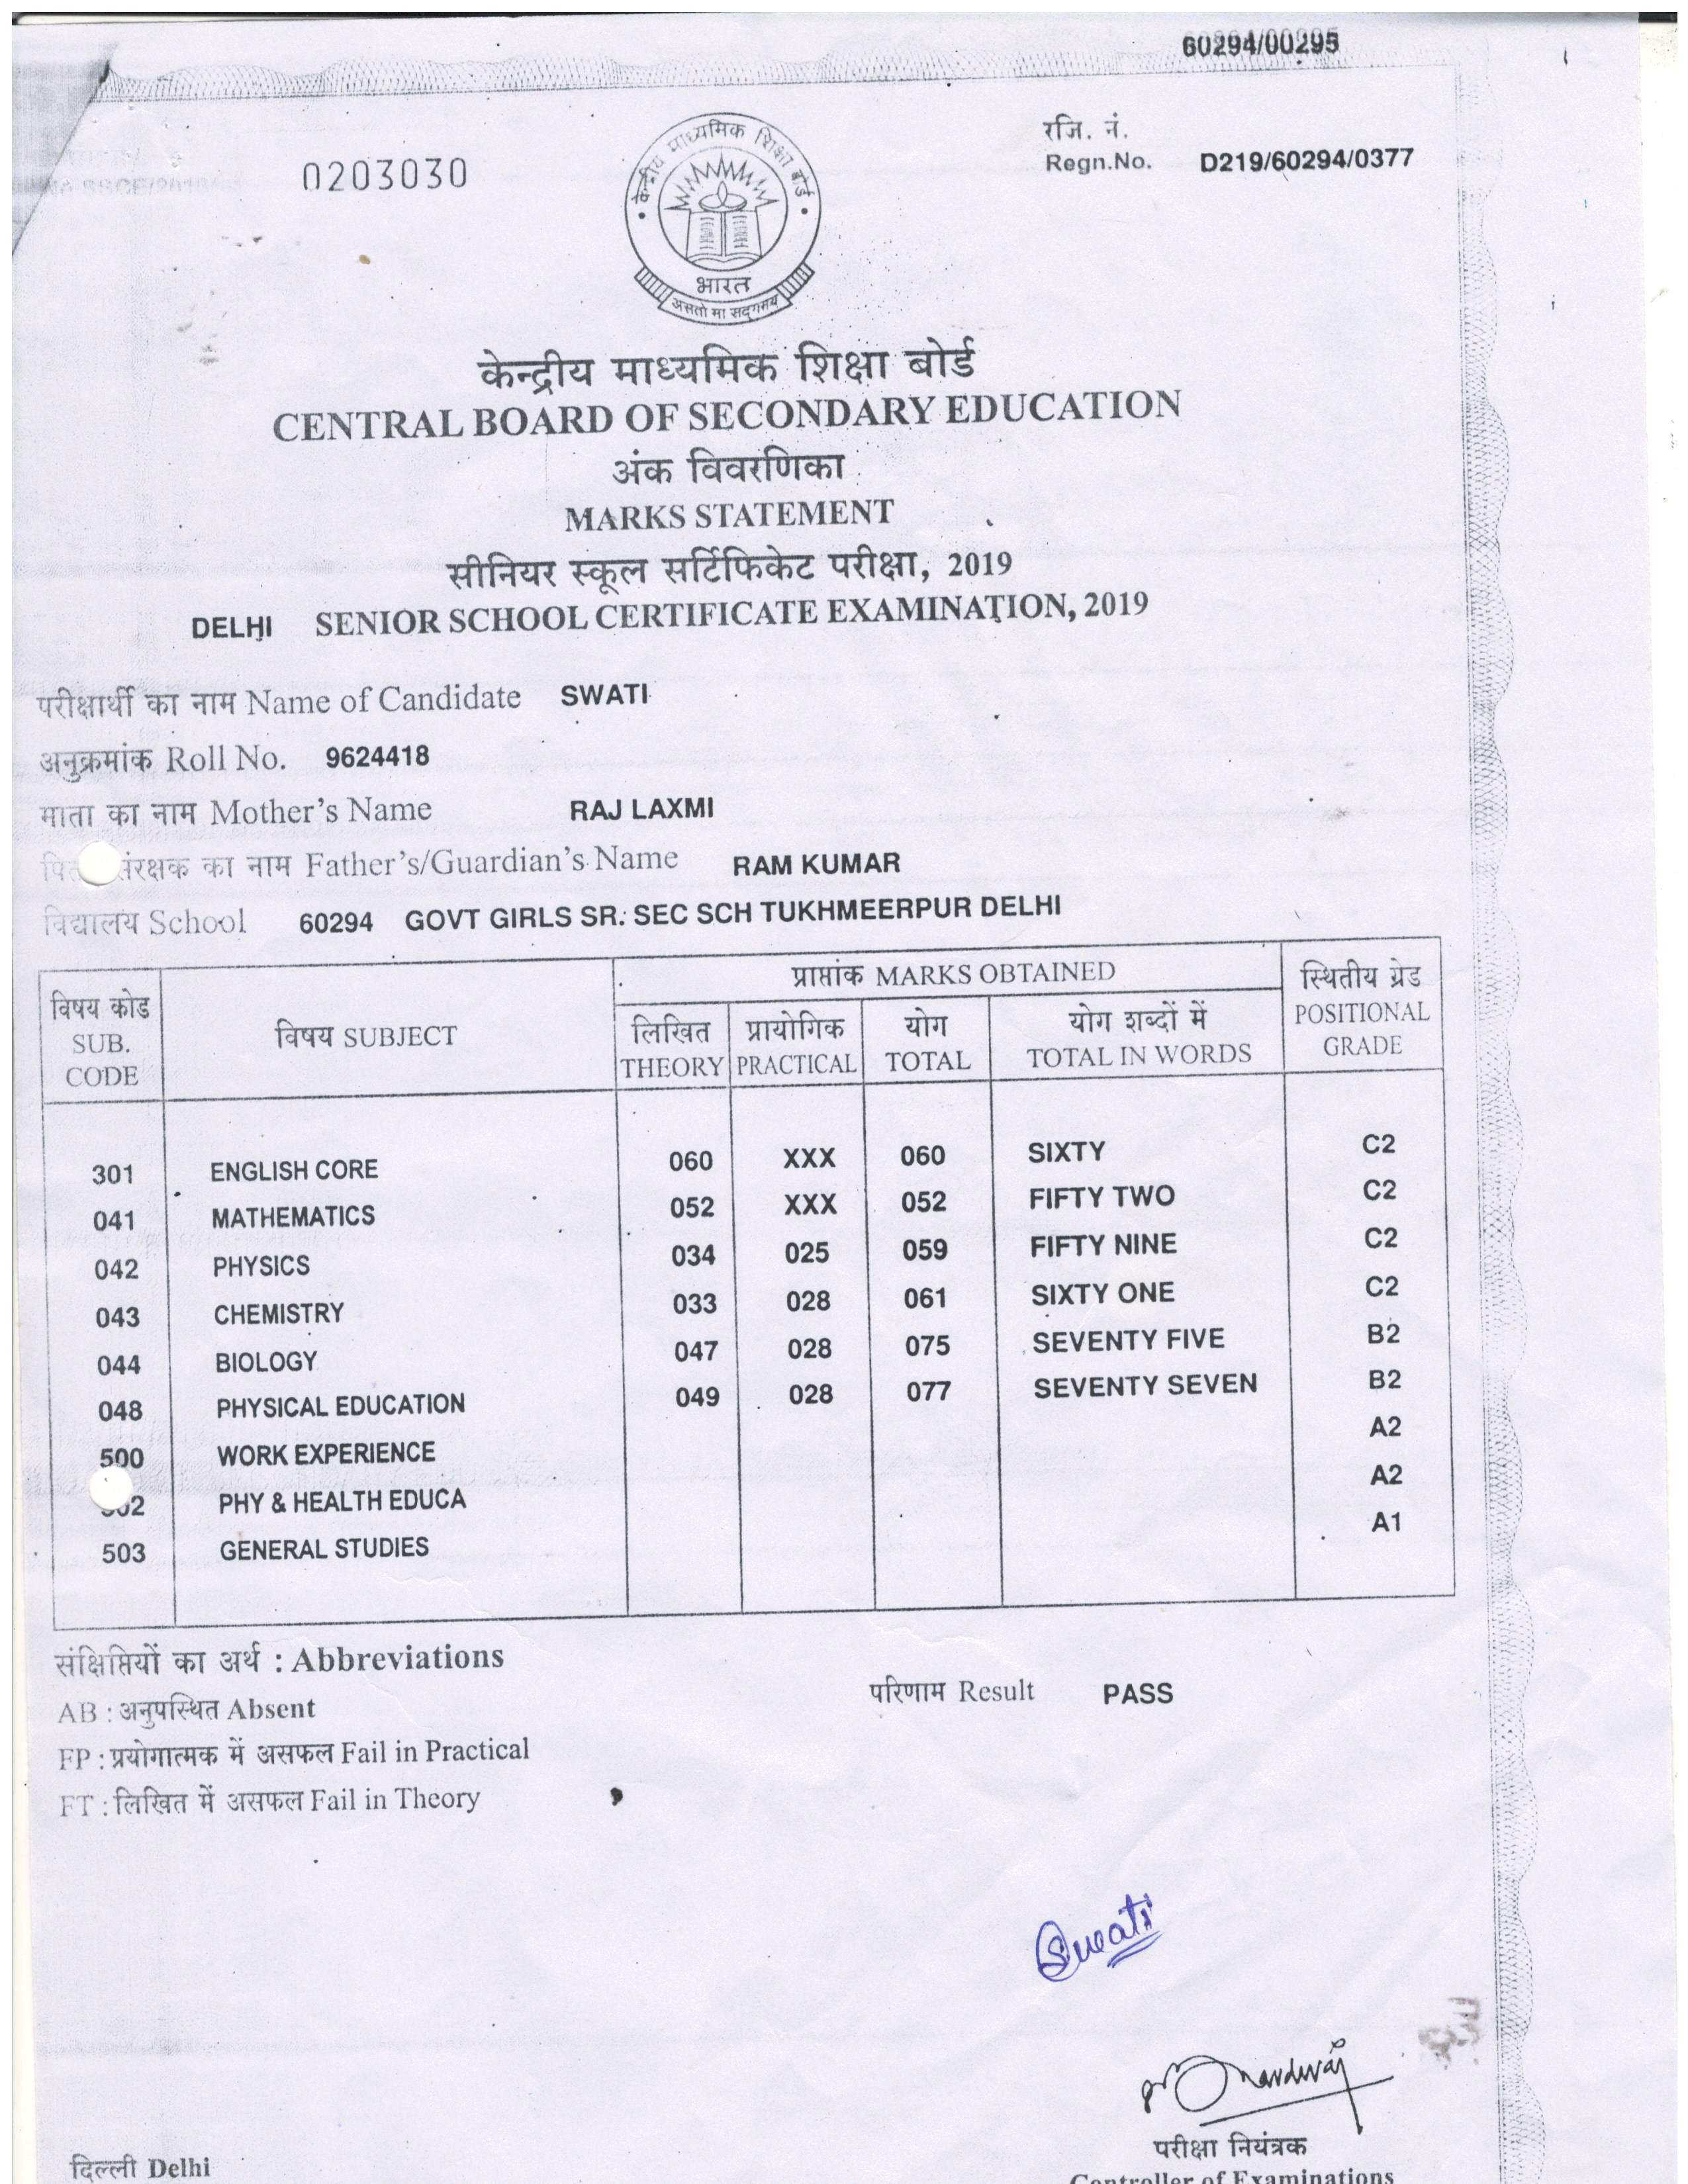 60294/00295
रजि. नं.
0203030
Regn.No. D219/60294/0377
केन्द्रीय माध्यमिक शिक्षा बोर्ड
भारत
असतो मा सद्गमय
केन्द्रीय माध्यमिक शिक्षा बोर्ड
CENTRAL BOARD OF SECONDARY EDUCATION
अंक विवरणिका
MARKS STATEMENT
सीनियर स्कूल सर्टिफिकेट परीक्षा, 2019
DELHI SENIOR SCHOOL CERTIFICATE EXAMINATION, 2019
परीक्षार्थी का नाम Name of Candidate SWATI
अनुक्रमांक Roll No. 9624418
माता का नाम Mother's Name RAJ LAXMI
संरक्षक का नाम Father's/Guardian's Name RAM KUMAR
विद्यालय School 60294 GOVT GIRLS SR. SEC SCH TUKHMEERPUR DELHI
विषय कोड SUB. CODE विषय SUBJECT प्राप्तांक MARKS OBTAINED स्थितीय ग्रेड POSITIONAL GRADE
लिखित THEORY प्रायोगिक PRACTICAL योग TOTAL योग शब्दों में TOTAL IN WORDS
301 ENGLISH CORE 060 XXX 060 SIXTY C2
041 MATHEMATICS 052 XXX 052 FIFTY TWO C2
042 PHYSICS 034 025 059 FIFTY NINE C2
043 CHEMISTRY 033 028 061 SIXTY ONE C2
044 BIOLOGY 047 028 075 SEVENTY FIVE B2
048 PHYSICAL EDUCATION 049 028 077 SEVENTY SEVEN B2
500 WORK EXPERIENCE A2
502 PHY & HEALTH EDUCA A2
503 GENERAL STUDIES A1
संक्षिप्तियों का अर्थ : Abbreviations
AB : अनुपस्थित Absent
परिणाम Result PASS
FP : प्रयोगात्मक में असफल Fail in Practical
FT : लिखित में असफल Fail in Theory
Swati
परीक्षा नियंत्रक
दिल्ली Delhi
Controller of Examinations